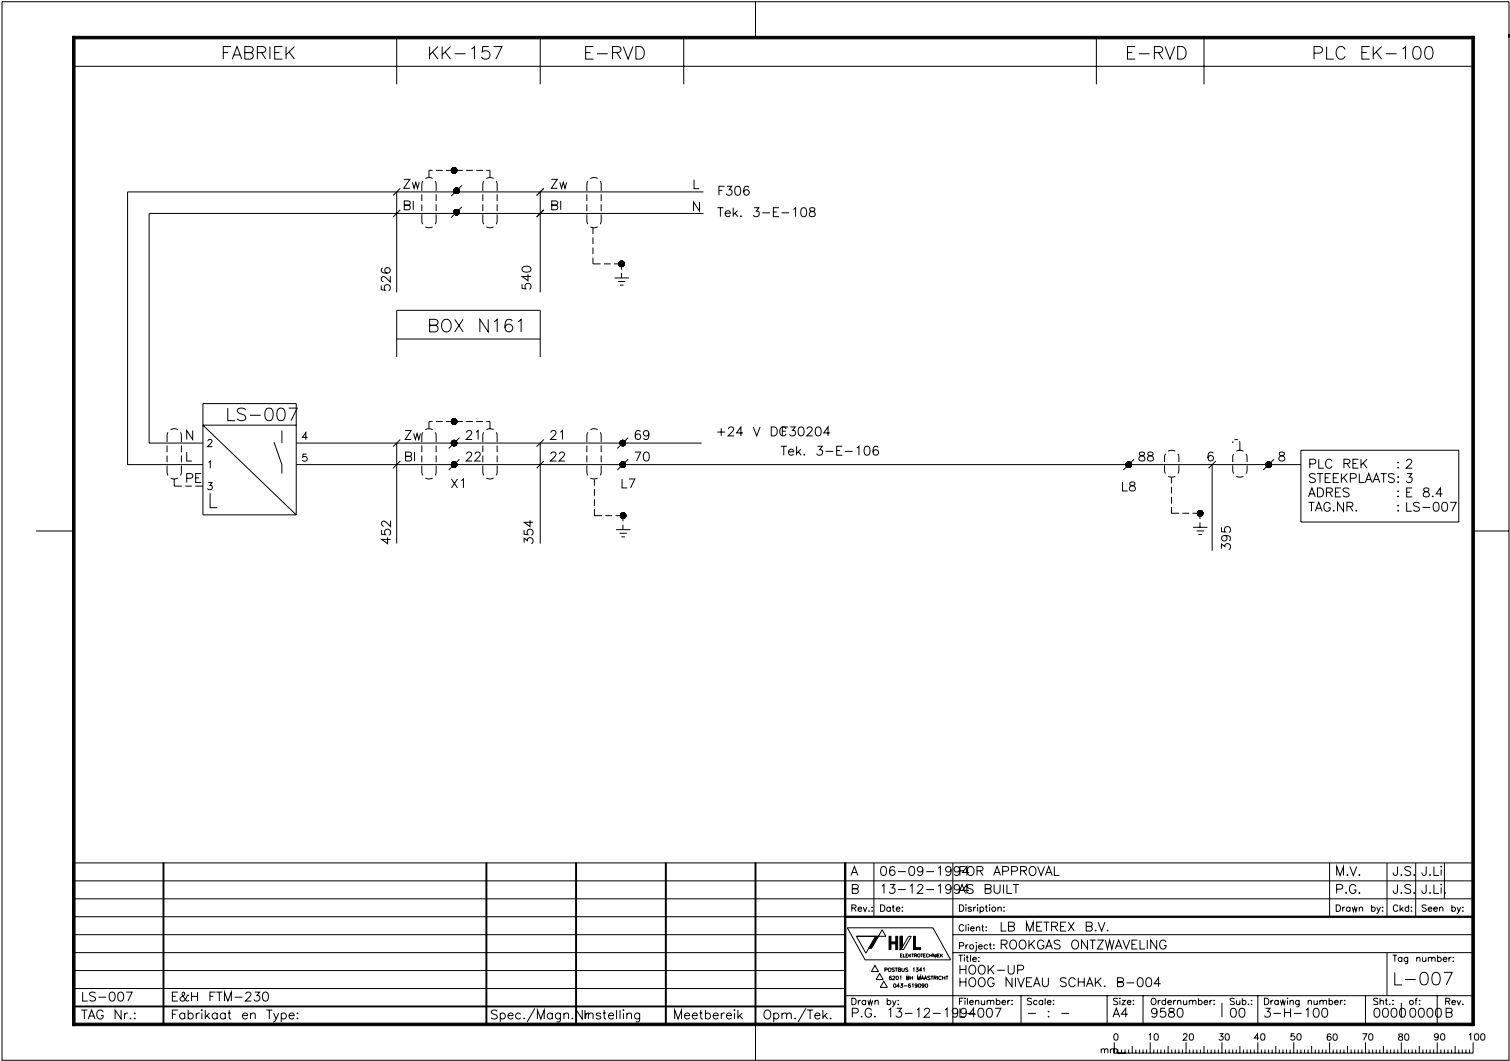 FABRIEK KK-157 E-RVD E-RVD PLC EK-100
Zw Zw L F306
Bl Bl N Tek. 3-E-108
526 540
BOX N161
LS-007
N 2 4 Zw 21 21 69 +24 V DC
Tek. 3-E-106
L 1 5 Bl 22 22 70 88 6 8
PE 3 X1 L7 L8
L
452 354 395
PLC REK : 2
STEEKPLAATS: 3
ADRES : E 8.4
TAG.NR. : LS-007
A 06-09-1994 FOR APPROVAL M.V. J.S. J.Li
B 13-12-1994 AS BUILT P.G. J.S. J.Li.
Rev.: Date: Disription: Drawn by: Ckd: Seen by:
HVL
ELEKTROTECHNIEK
POSTBUS 1341
6201 BH MAASTRICHT
043-619090
Client: LB METREX B.V.
Project: ROOKGAS ONTZWAVELING
Title:
HOOK-UP
HOOG NIVEAU SCHAK. B-004
Tag number:
L-007
Drawn by: Filenumber: Scale: Size: Ordernumber: Sub.: Drawing number: Sht.: of: Rev.
P.G. 13-12-1994 L-007 - : - A4 9580 00 3-H-100 0000 0000 B
LS-007 E&H FTM-230
TAG Nr.: Fabrikaat en Type: Spec./Magn.Nr. Instelling Meetbereik Opm./Tek.
mm 0 10 20 30 40 50 60 70 80 90 100